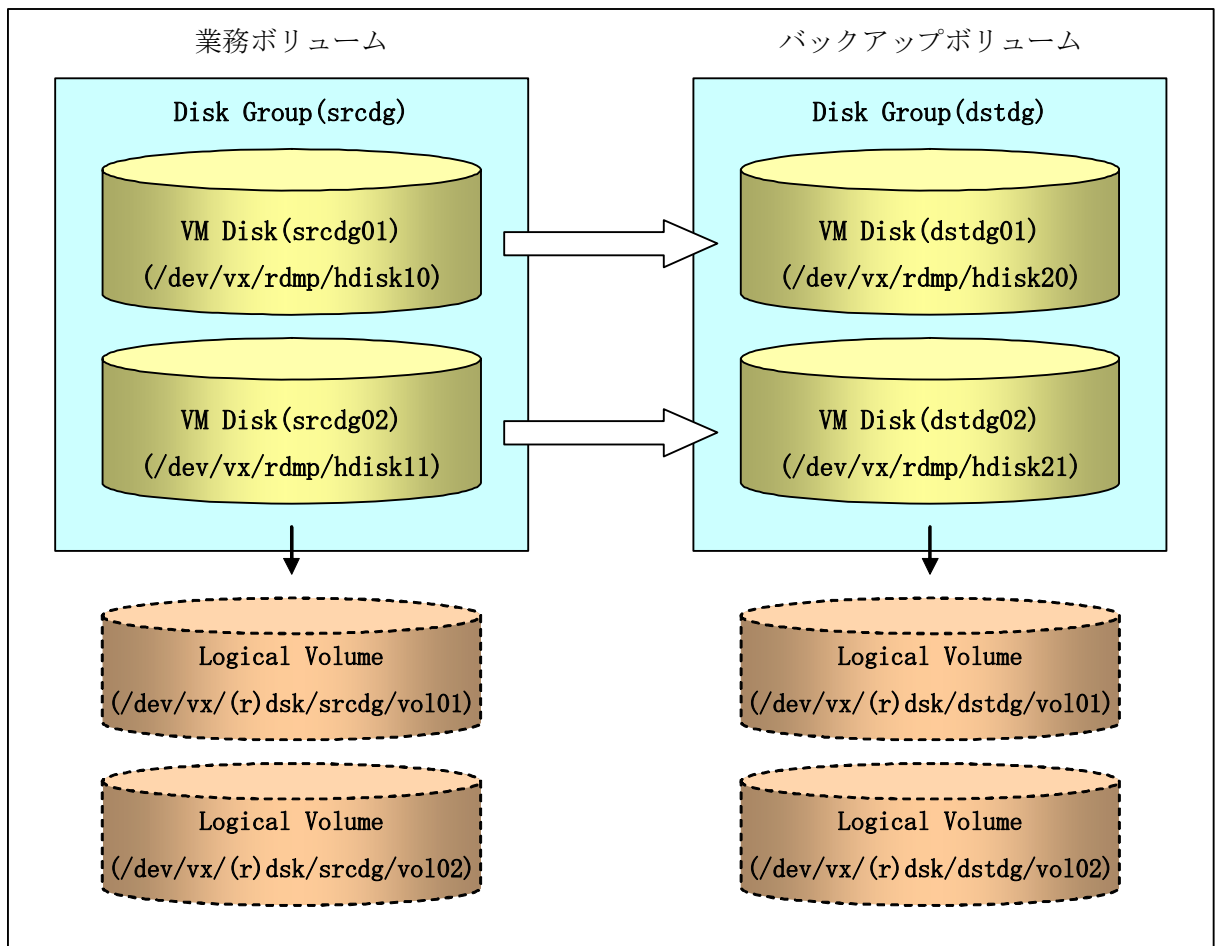 業務ボリューム
バックアップボリューム
Disk Group(srcdg)
VM Disk(srcdg01)
(/dev/vx/rdmp/hdisk10)
VM Disk(srcdg02)
(/dev/vx/rdmp/hdisk11)
Disk Group(dstdg)
VM Disk(dstdg01)
(/dev/vx/rdmp/hdisk20)
VM Disk(dstdg02)
(/dev/vx/rdmp/hdisk21)
Logical Volume
(/dev/vx/(r)dsk/srcdg/vol01)
Logical Volume
(/dev/vx/(r)dsk/srcdg/vol02)
Logical Volume
(/dev/vx/(r)dsk/dstdg/vol01)
Logical Volume
(/dev/vx/(r)dsk/dstdg/vol02)